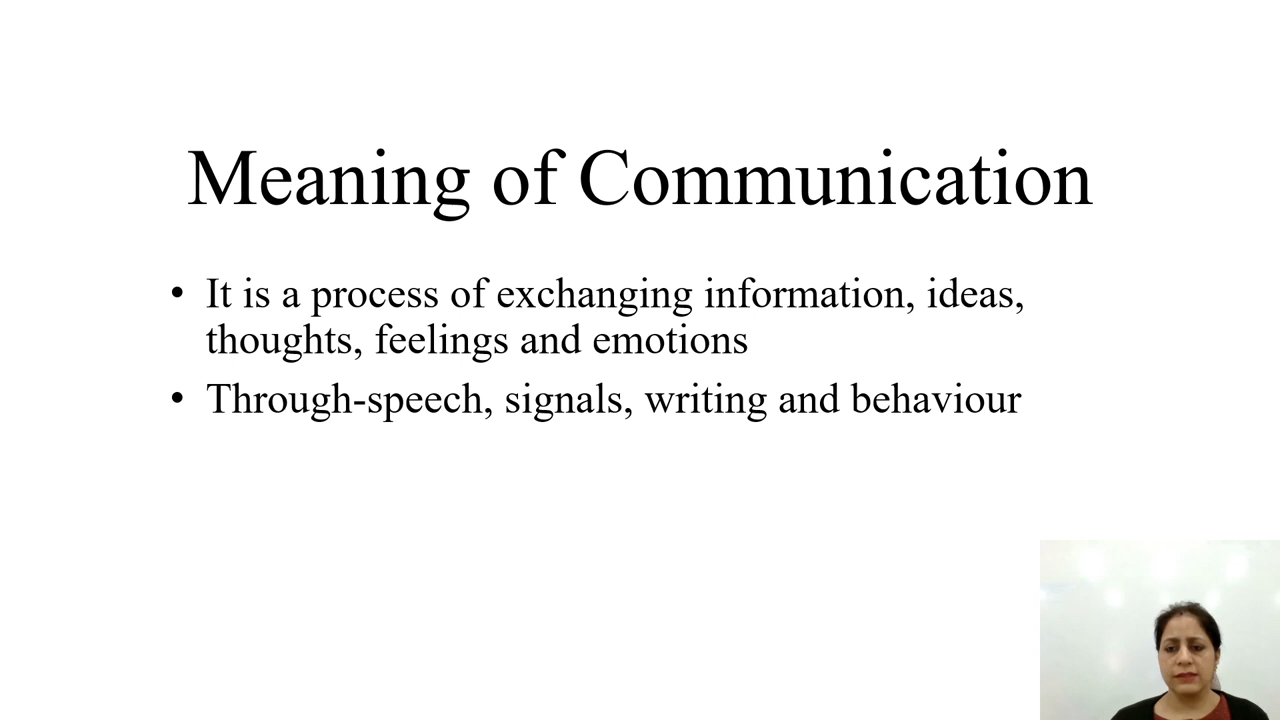 Meaning of Communication
• It is a process of exchanging information, ideas,
thoughts, feelings and emotions
• Through-speech, signals, writing and behaviour